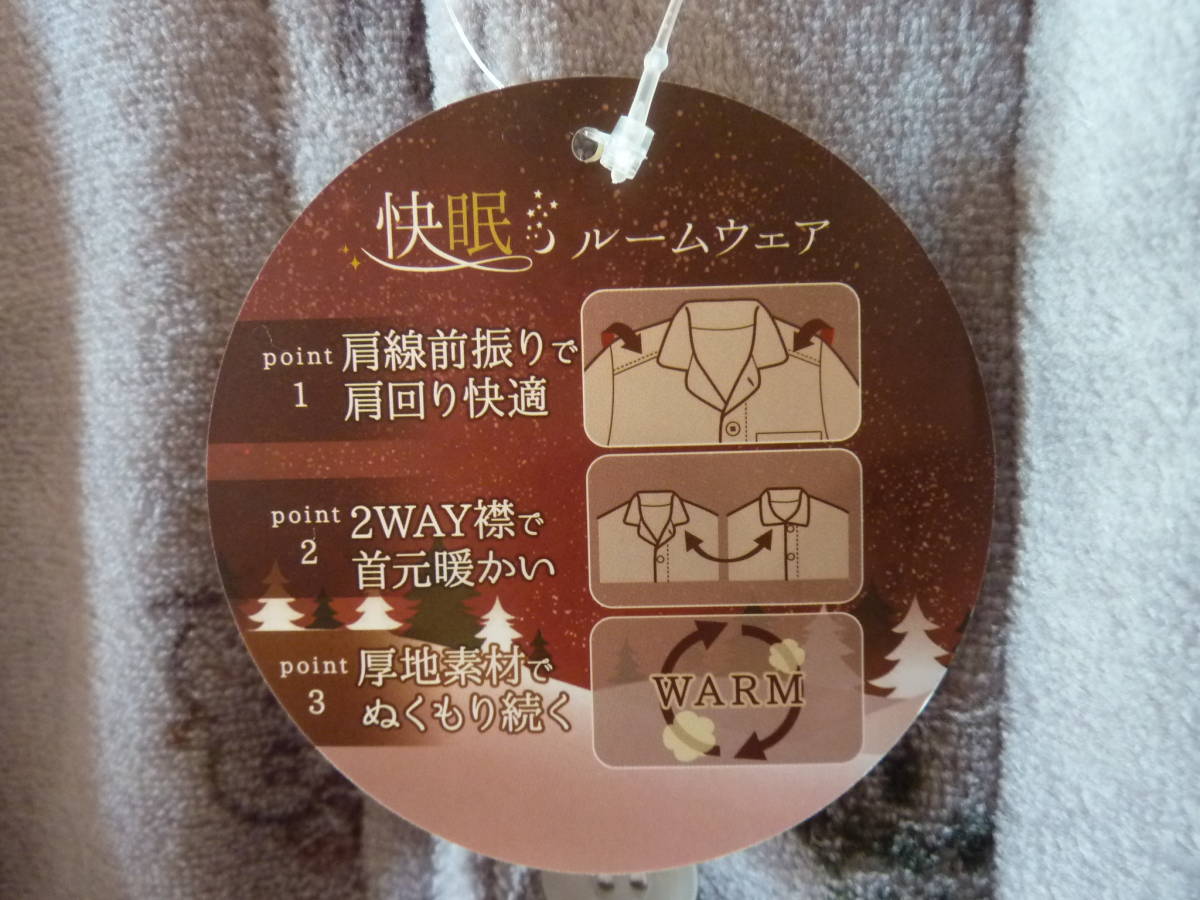 快眠 ルームウェア
point 1
肩線前振りで
肩回り快適
point 2
2WAY襟で
首元暖かい
point 3
厚地素材で
ぬくもり続く
WARM